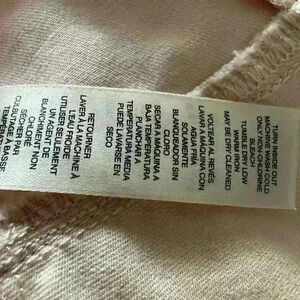 TURN INSIDE OUT
MACHINE WASH COLD
ONLY NON-CHLORINE
BLEACH
TUMBLE DRY LOW
WARM IRON
MAY BE DRY CLEANED
VOLTEAR AL REVÉS
LAVAR A MÁQUINA CON
AGUA FRÍA
SOLAMENTE
BLANQUEADOR SIN
CLORO
SECAR A MÁQUINA A
BAJA TEMPERATURA
PLANCHAR A
TEMPERATURA MEDIA
PUEDE LAVARSE EN
SECO
RETOURNER
LAVER À LA MACHINE À
L'EAU FROIDE
UTILISER SEULEMENT
UN AGENT DE
BLANCHIMENT NON
CHLORÉ
SÉCHER PAR
CULBUTAGE À BASSE
TEMPÉRATURE